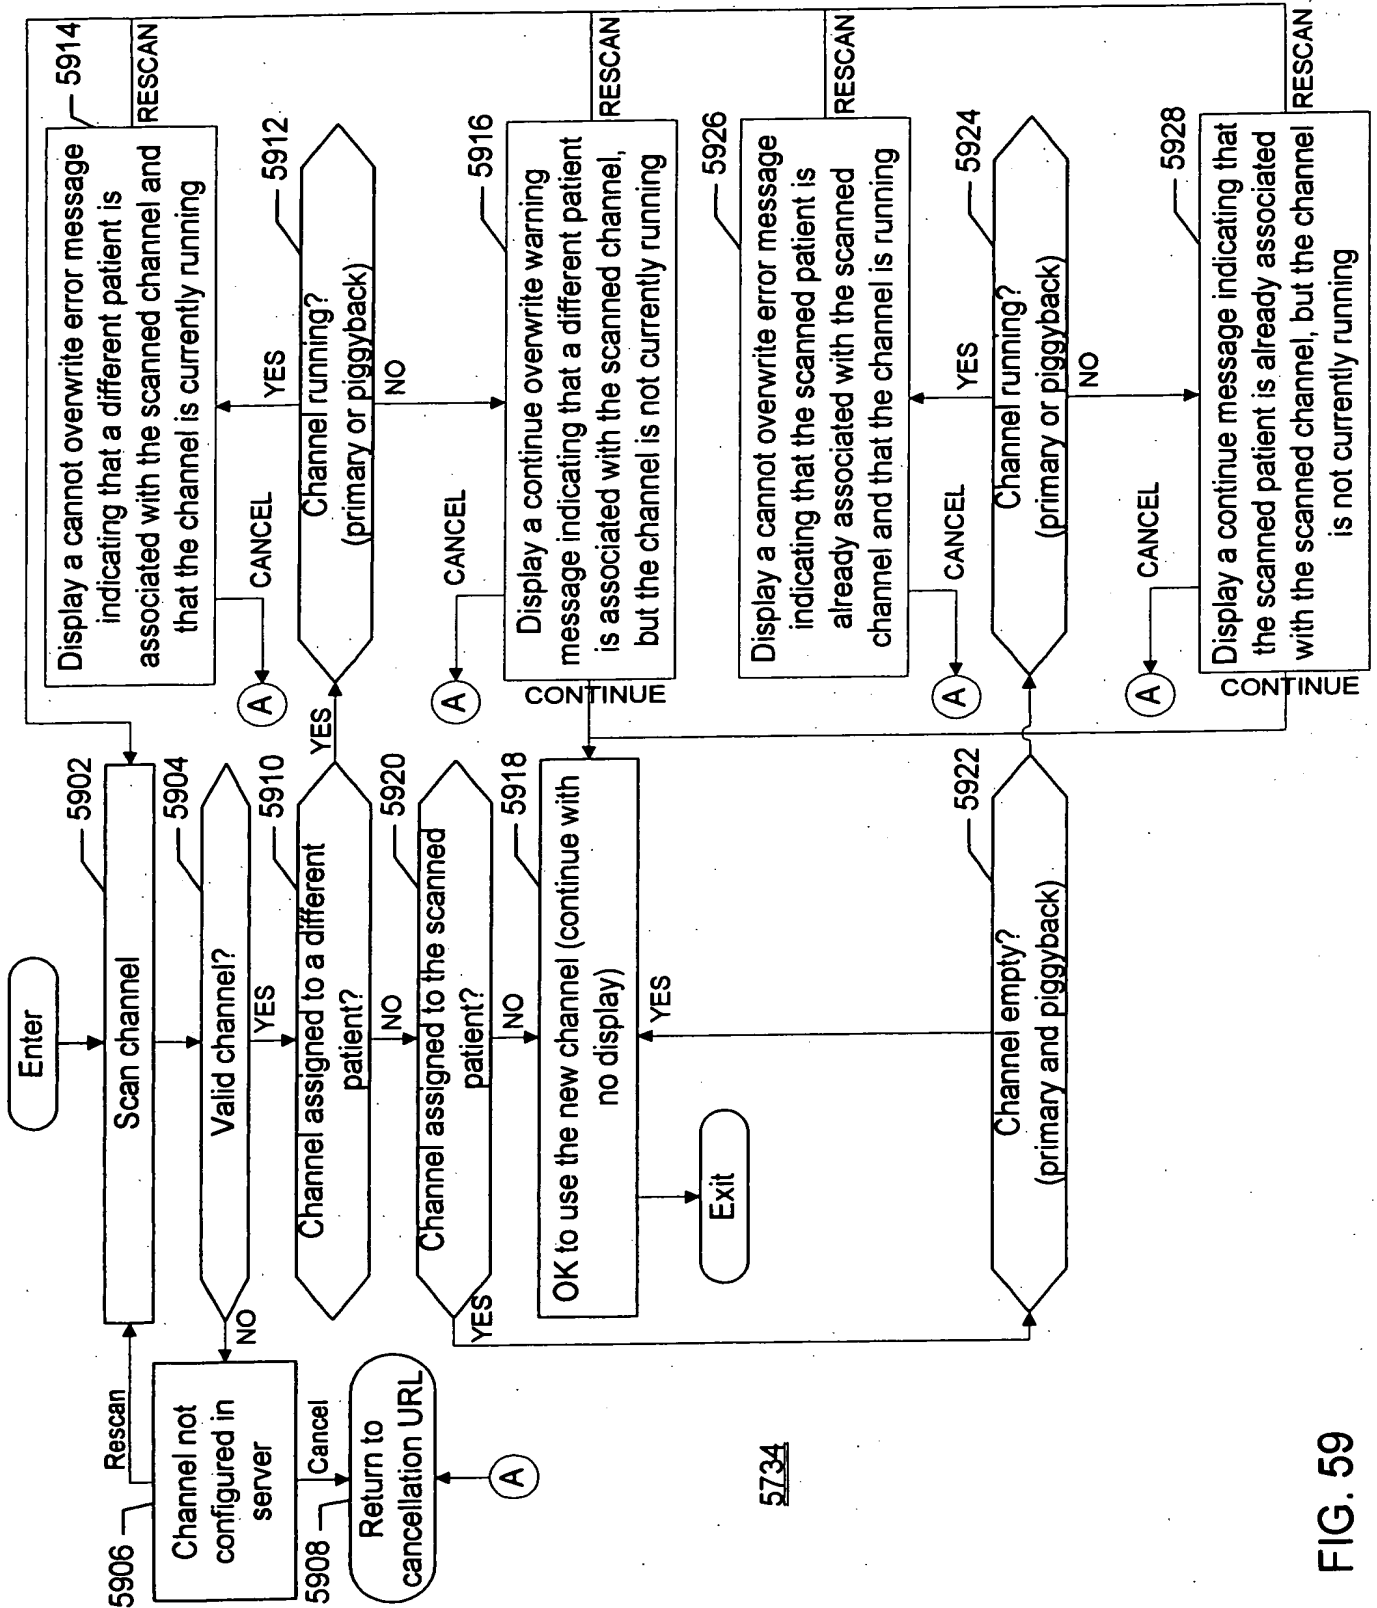 Enter
5902
Scan channel
5904
Valid channel?
NO
YES
Rescan
5906
Channel not
configured in
server
Cancel
5908
Return to
cancellation URL
A
5910
Channel assigned to a different
patient?
YES
NO
5920
Channel assigned to the scanned
patient?
YES
NO
5918
OK to use the new channel (continue with
no display)
YES
Exit
5922
Channel empty?
(primary and piggyback)
5914
Display a cannot overwrite error message
indicating that a different patient is
associated with the scanned channel and
that the channel is currently running
RESCAN
CANCEL
A
YES
5912
Channel running?
(primary or piggyback)
NO
CANCEL
A
5916
Display a continue overwrite warning
message indicating that a different patient
is associated with the scanned channel,
but the channel is not currently running
RESCAN
CONTINUE
5926
Display a cannot overwrite error message
indicating that the scanned patient is
already associated with the scanned
channel and that the channel is running
RESCAN
CANCEL
A
YES
5924
Channel running?
(primary or piggyback)
NO
CANCEL
A
5928
Display a continue message indicating that
the scanned patient is already associated
with the scanned channel, but the channel
is not currently running
RESCAN
CONTINUE
5734
FIG. 59